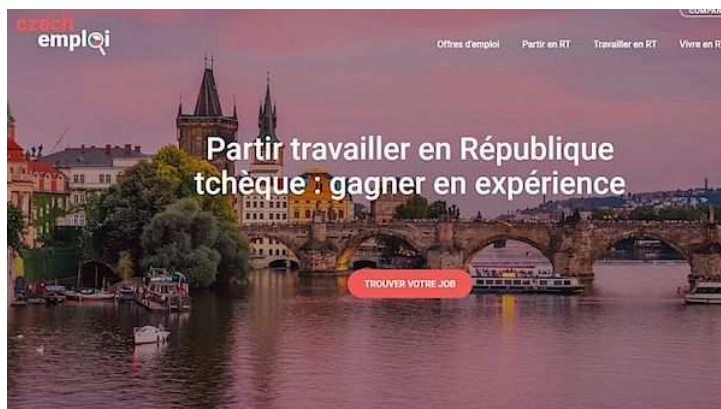 czech
emploi
COMPA
Offres d'emploi Partir en RT Travailler en RT Vivre en R
Partir travailler en République
tchèque : gagner en expérience
TROUVER VOTRE JOB